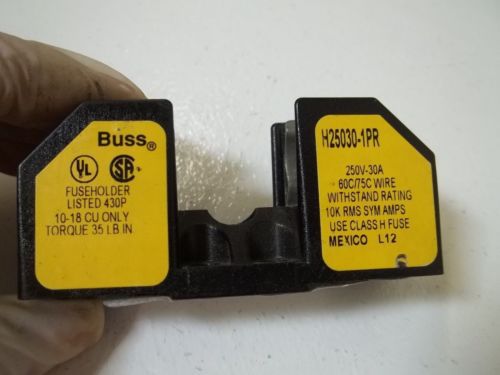 Buss®
UL SA
FUSEHOLDER
LISTED 430P
10-18 CU ONLY
TORQUE 35 LB IN.
H25030-1PR
250V-30A
60C/75C WIRE
WITHSTAND RATING
10K RMS SYM AMPS
USE CLASS H FUSE
MEXICO L12